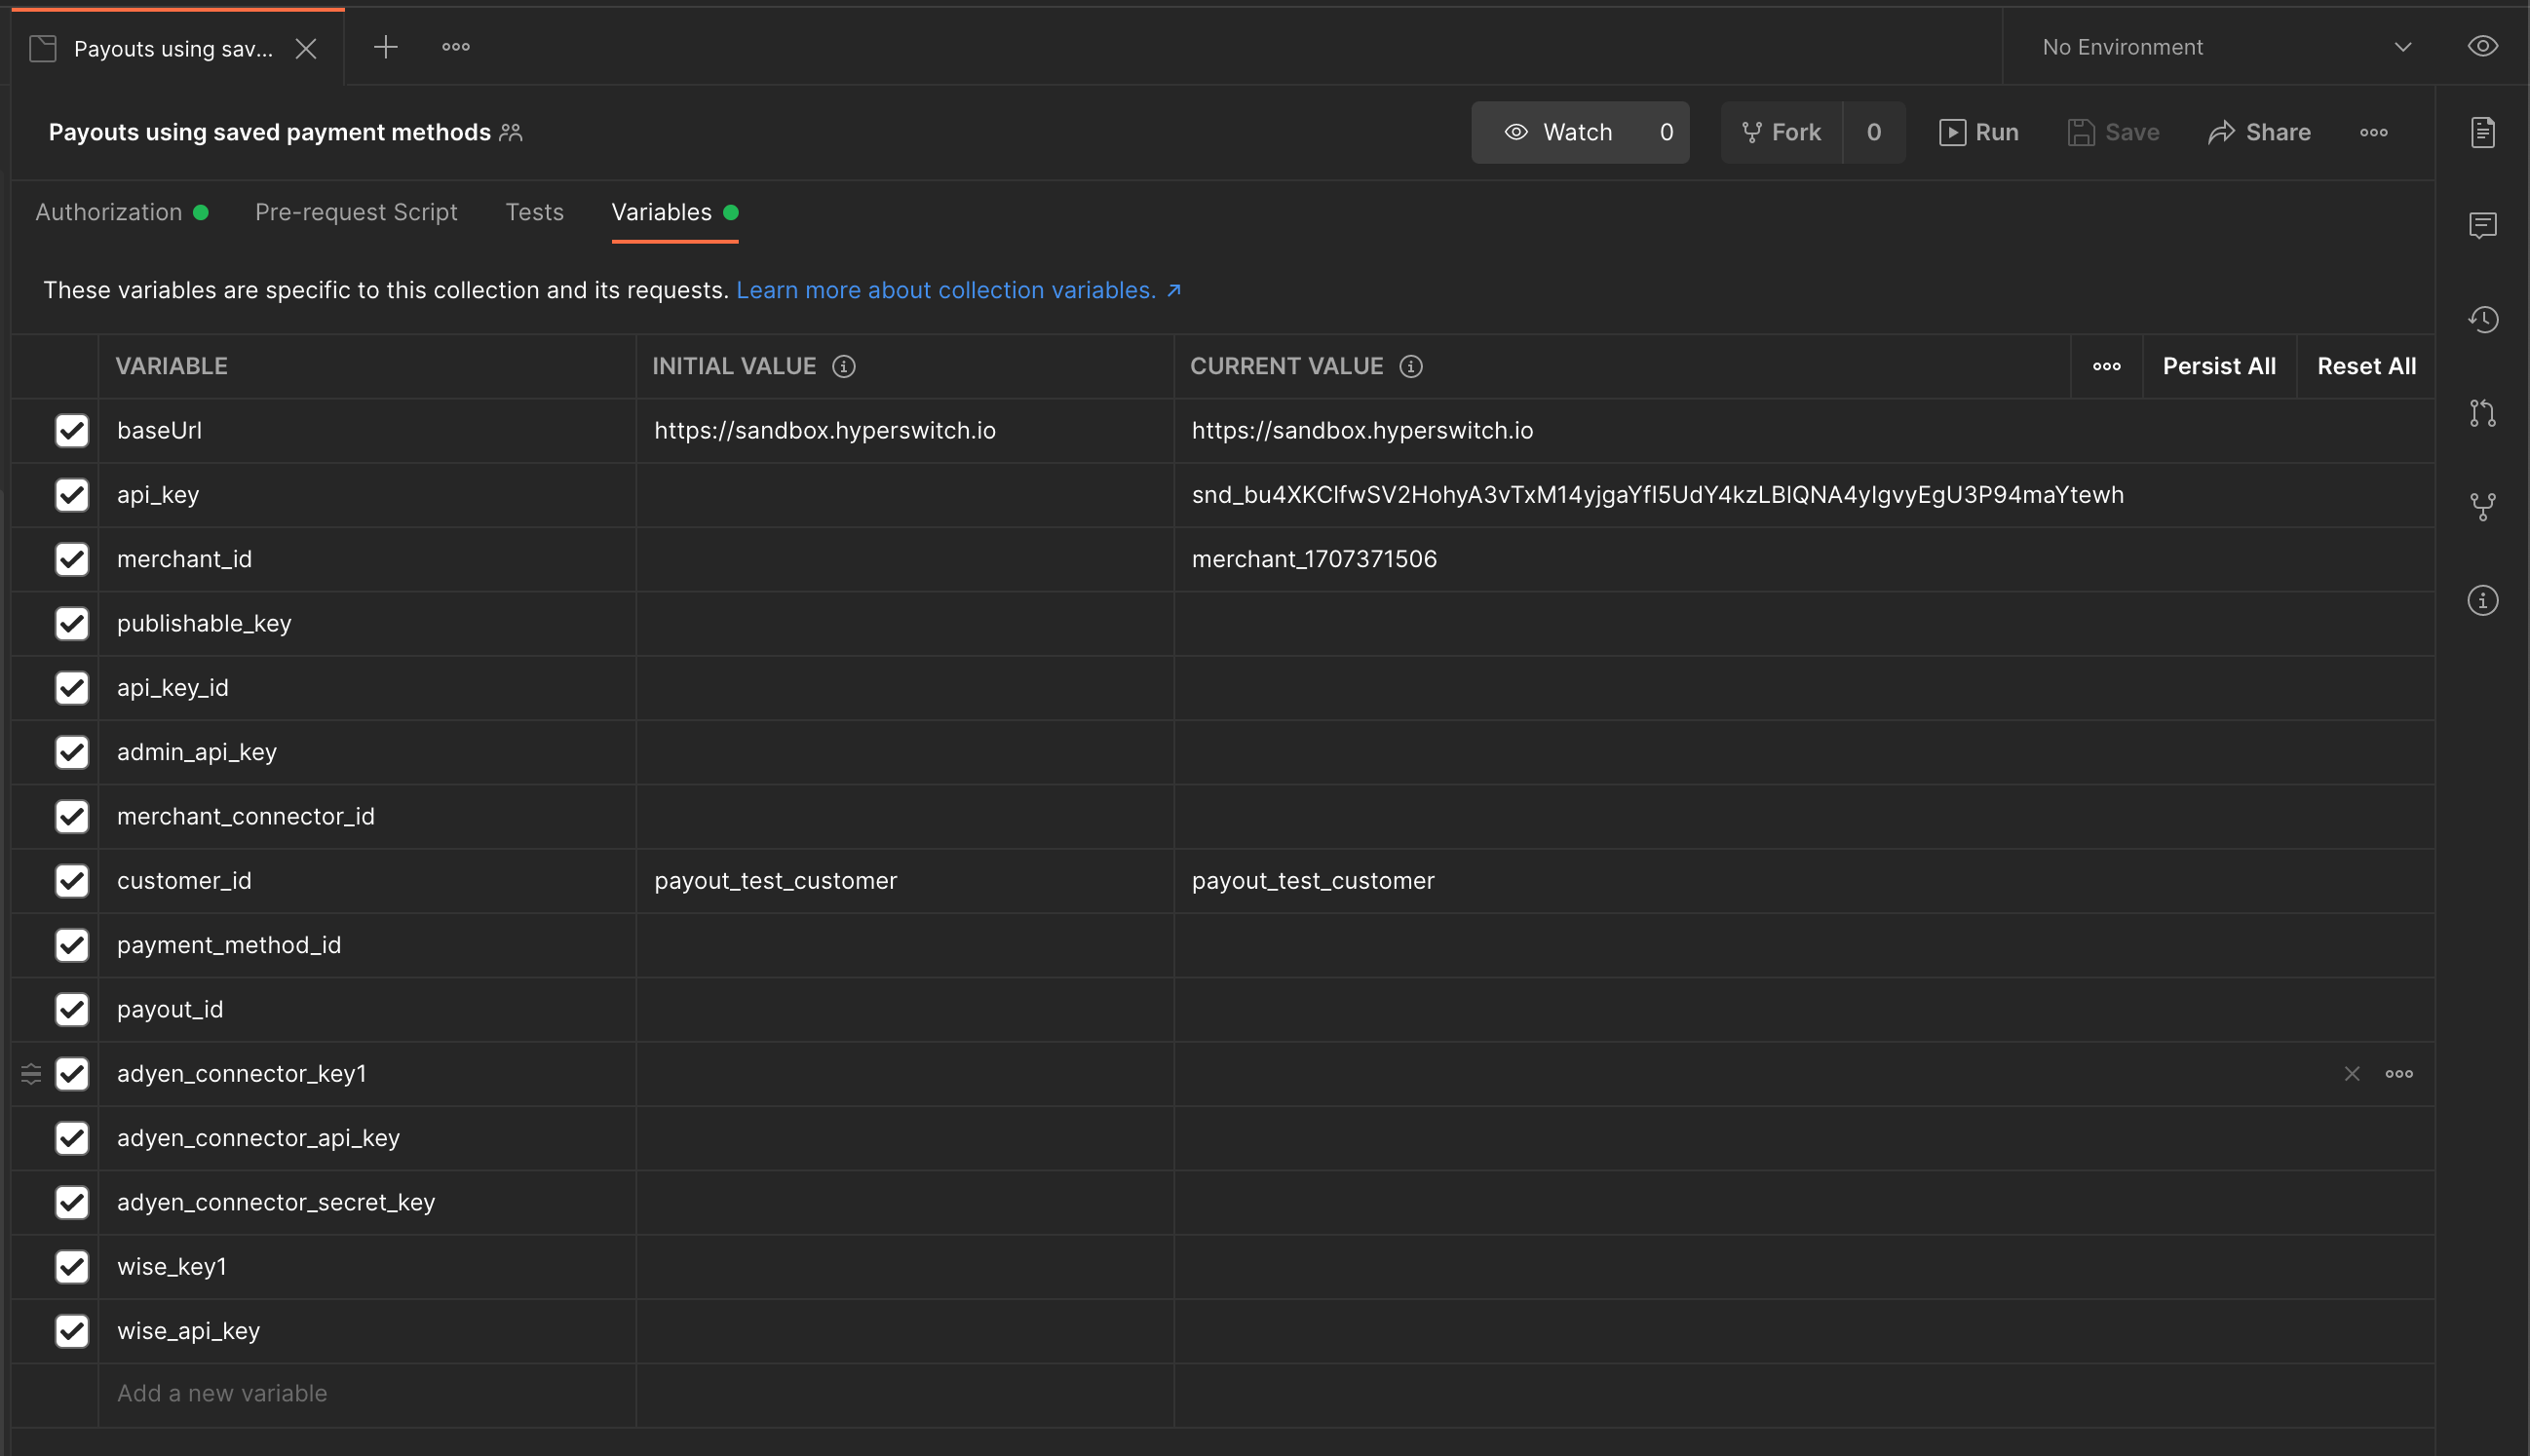 Payouts using sav...
No Environment
Payouts using saved payment methods
Watch 0
Fork 0
Run
Save
Share
Authorization
Pre-request Script
Tests
Variables
These variables are specific to this collection and its requests. Learn more about collection variables. ↗
VARIABLE
INITIAL VALUE
CURRENT VALUE
Persist All
Reset All
baseUrl https://sandbox.hyperswitch.io https://sandbox.hyperswitch.io
api_key
merchant_id merchant_1707371506
publishable_key
api_key_id
admin_api_key
merchant_connector_id
customer_id payout_test_customer payout_test_customer
payment_method_id
payout_id
adyen_connector_key1
adyen_connector_api_key
adyen_connector_secret_key
wise_key1
wise_api_key
Add a new variable